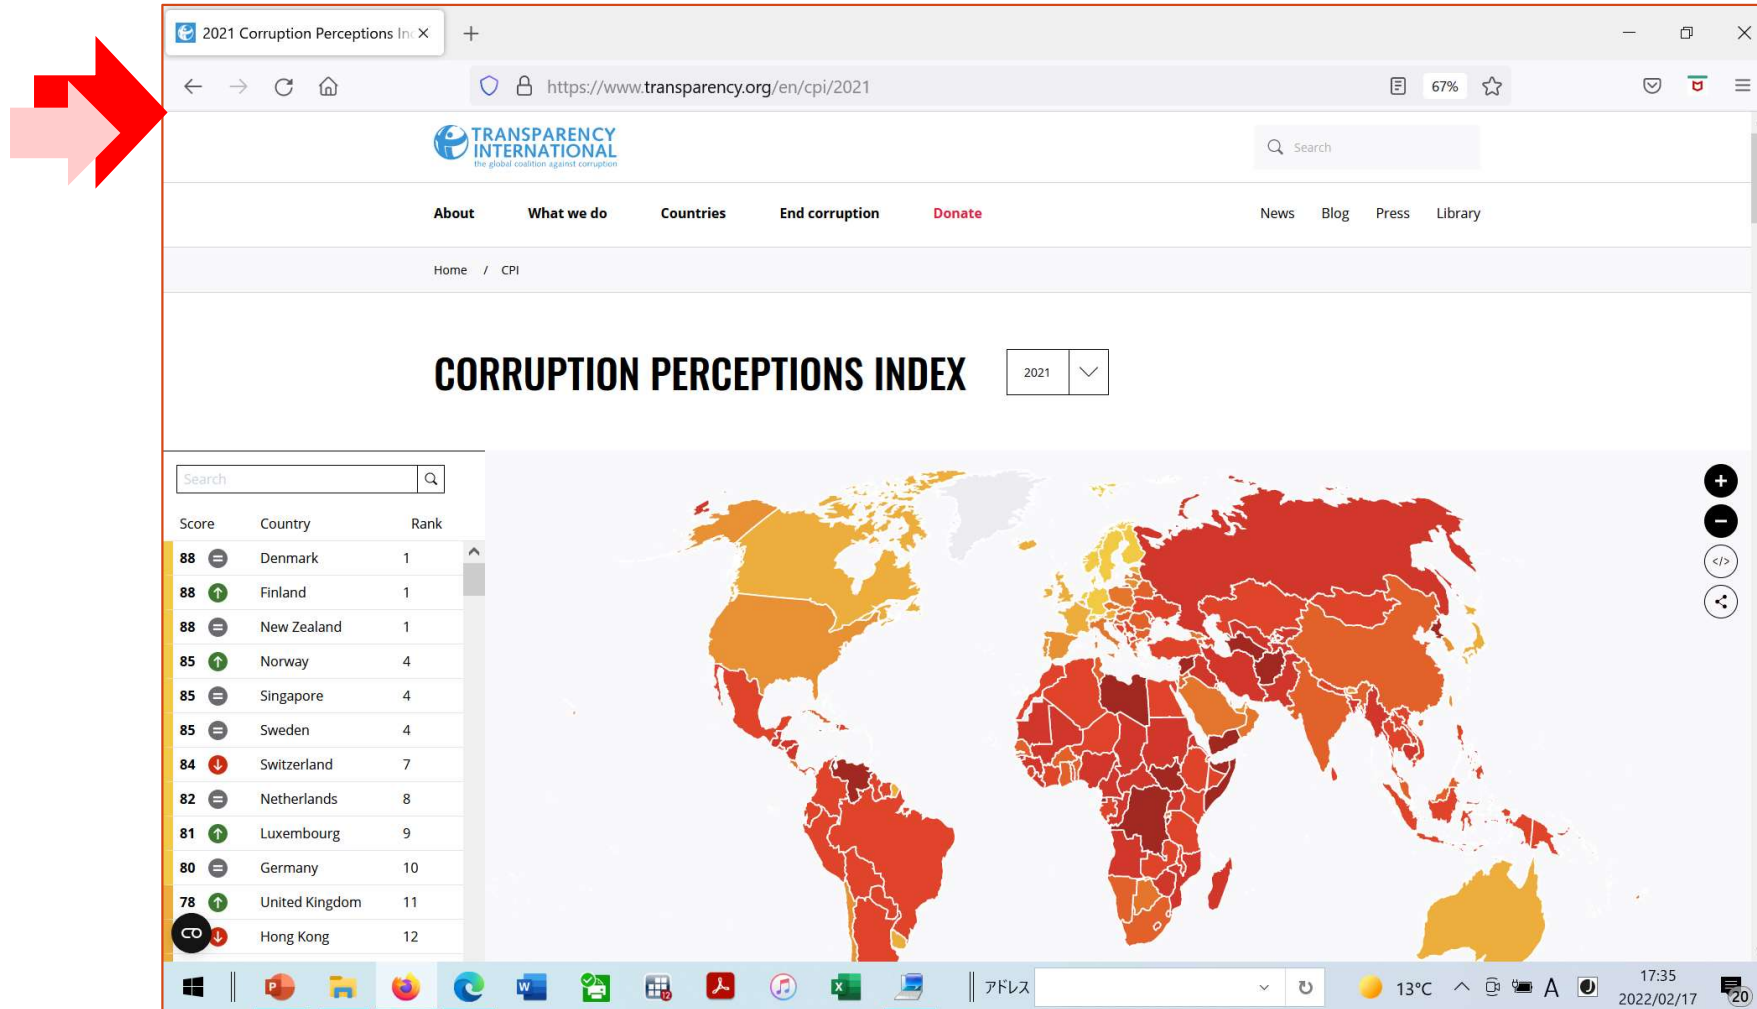 2021 Corruption Perceptions In
https://www.transparency.org/en/cpi/2021
67%
TRANSPARENCY
INTERNATIONAL
the global coalition against corruption
Search
About What we do Countries End corruption Donate
News Blog Press Library
Home / CPI
CORRUPTION PERCEPTIONS INDEX
2021
Search
Score Country Rank
88 Denmark 1
88 Finland 1
88 New Zealand 1
85 Norway 4
85 Singapore 4
85 Sweden 4
84 Switzerland 7
82 Netherlands 8
81 Luxembourg 9
80 Germany 10
78 United Kingdom 11
Hong Kong 12
アドレス
13°C
A
17:35
2022/02/17
20